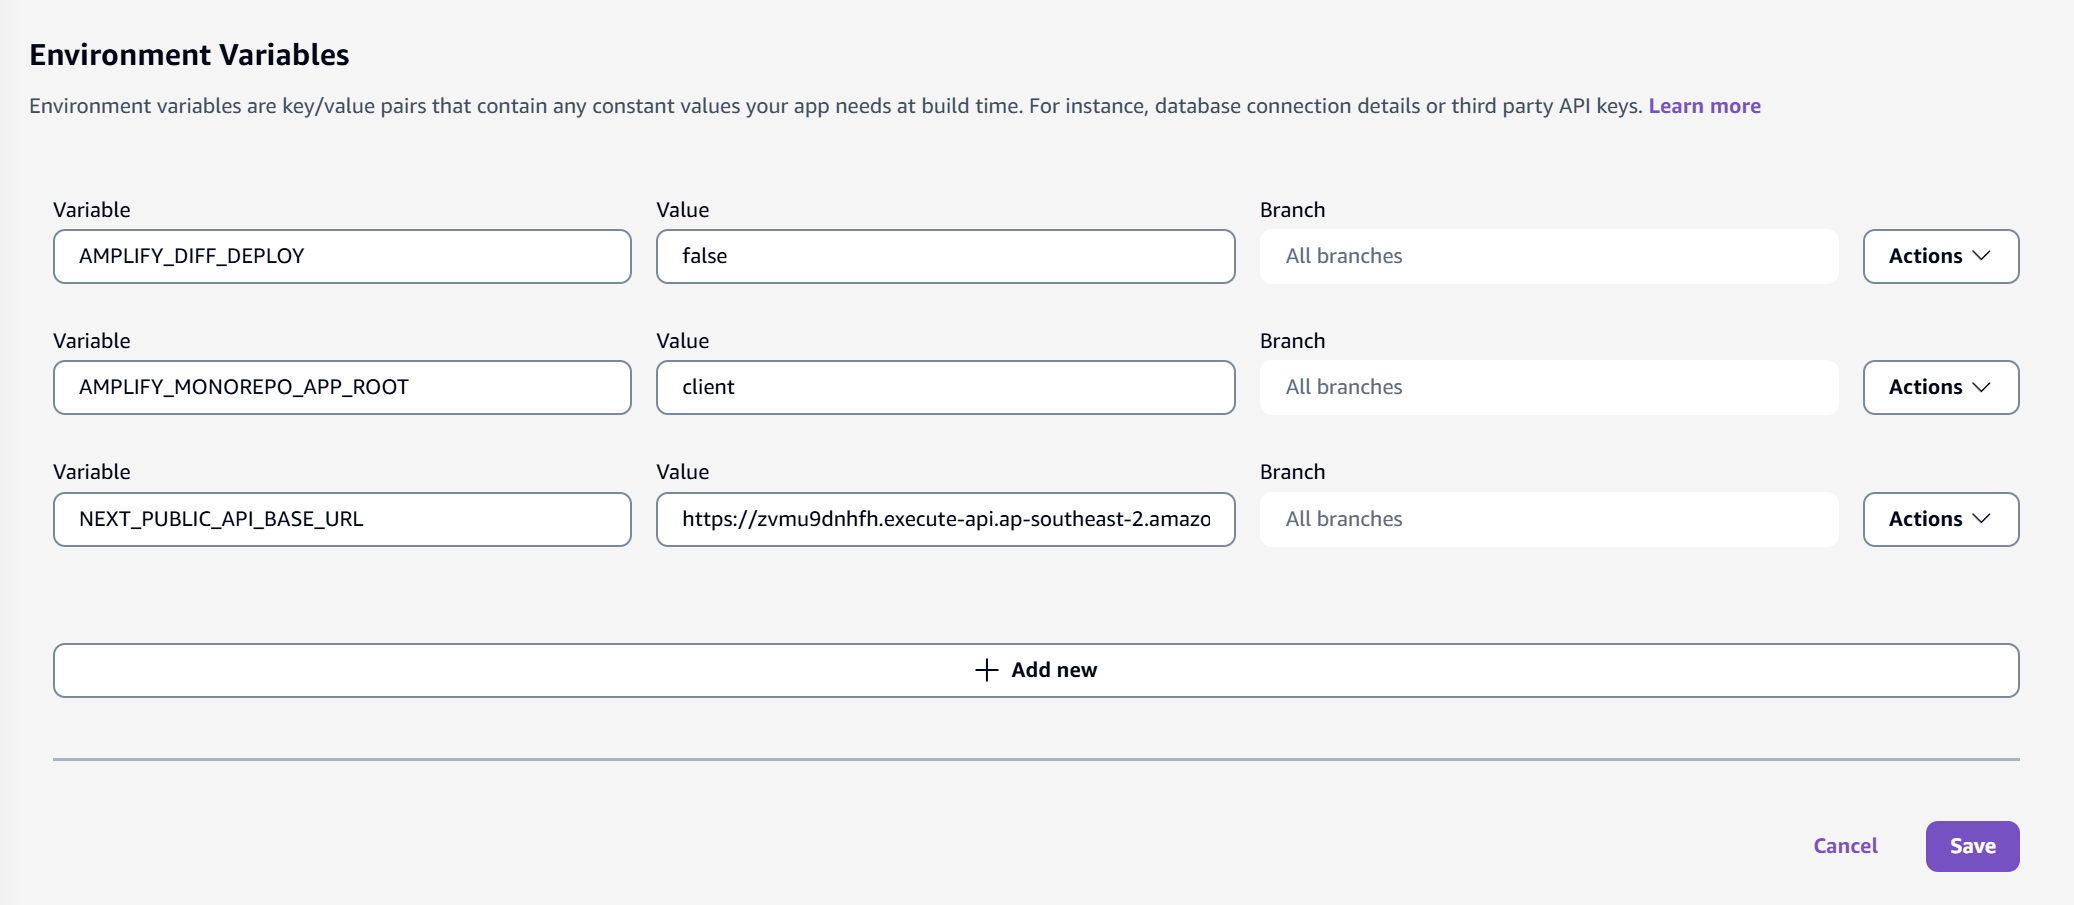 Environment Variables
Environment variables are key/value pairs that contain any constant values your app needs at build time. For instance, database connection details or third party API keys. Learn more
Variable Value Branch
AMPLIFY_DIFF_DEPLOY false All branches Actions
Variable Value Branch
AMPLIFY_MONOREPO_APP_ROOT client All branches Actions
Variable Value Branch
NEXT_PUBLIC_API_BASE_URL https://zvmu9dnhfh.execute-api.ap-southeast-2.amazo All branches Actions
Add new
Cancel Save